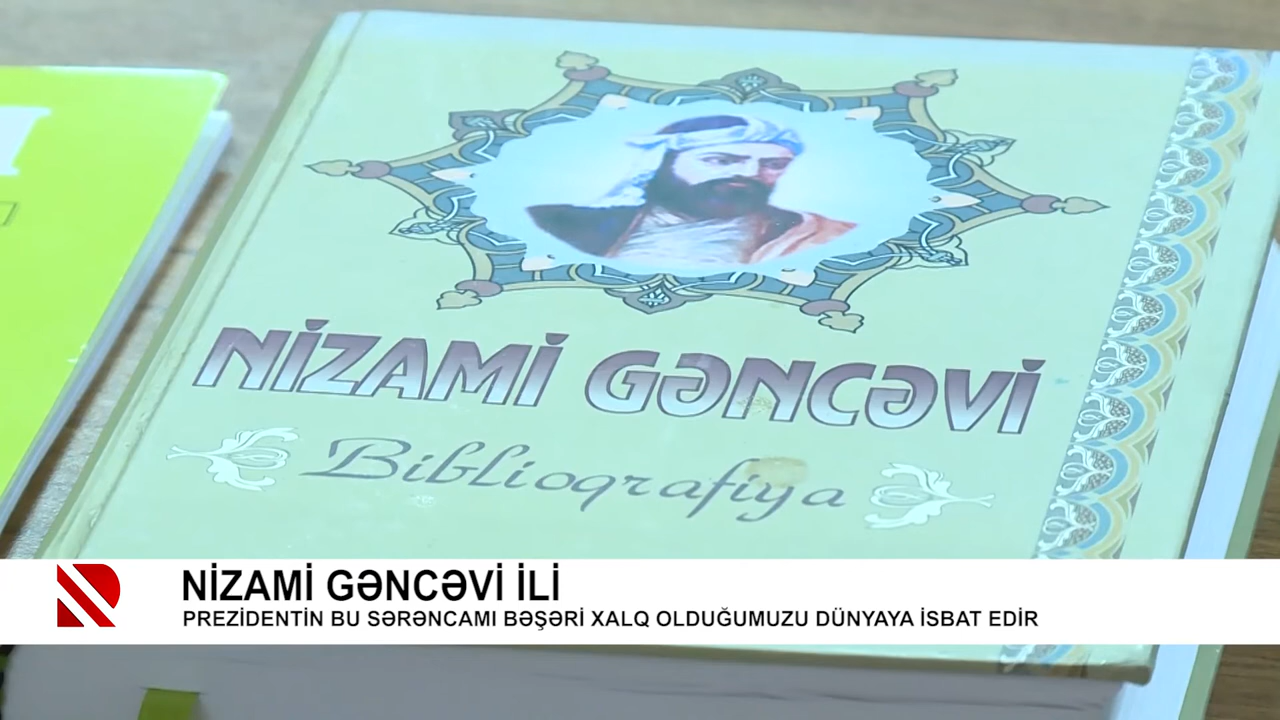 NİZAMİ GƏNCƏVİ
Biblioqrafiya
NİZAMİ GƏNCƏVİ İLİ
PREZİDENTİN BU SƏRƏNCAMI BƏŞƏRİ XALQ OLDUĞUMUZU DÜNYAYA İSBAT EDİR